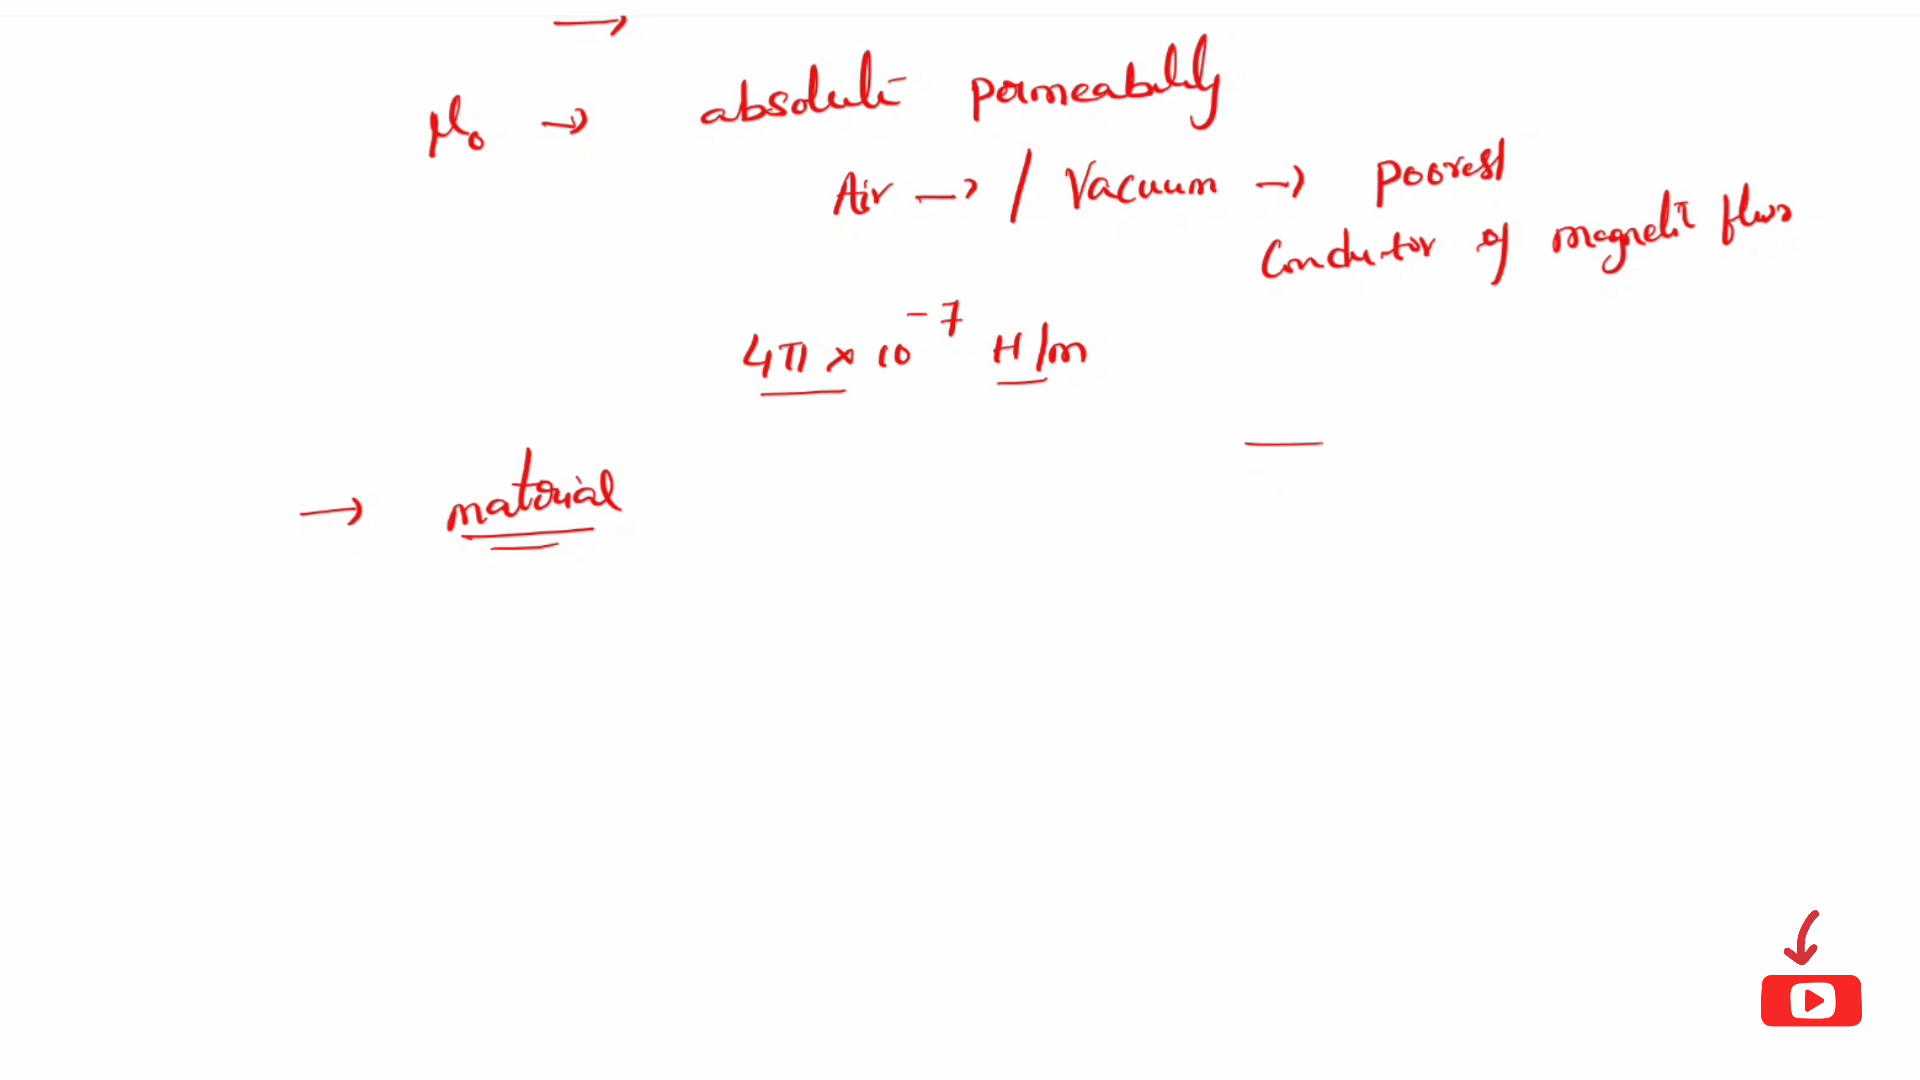 →
μ₀ → absolute permeability
Air → / Vacuum → poorest
Conductor of magnetic flux
4π × 10⁻⁷ H/m
→ material